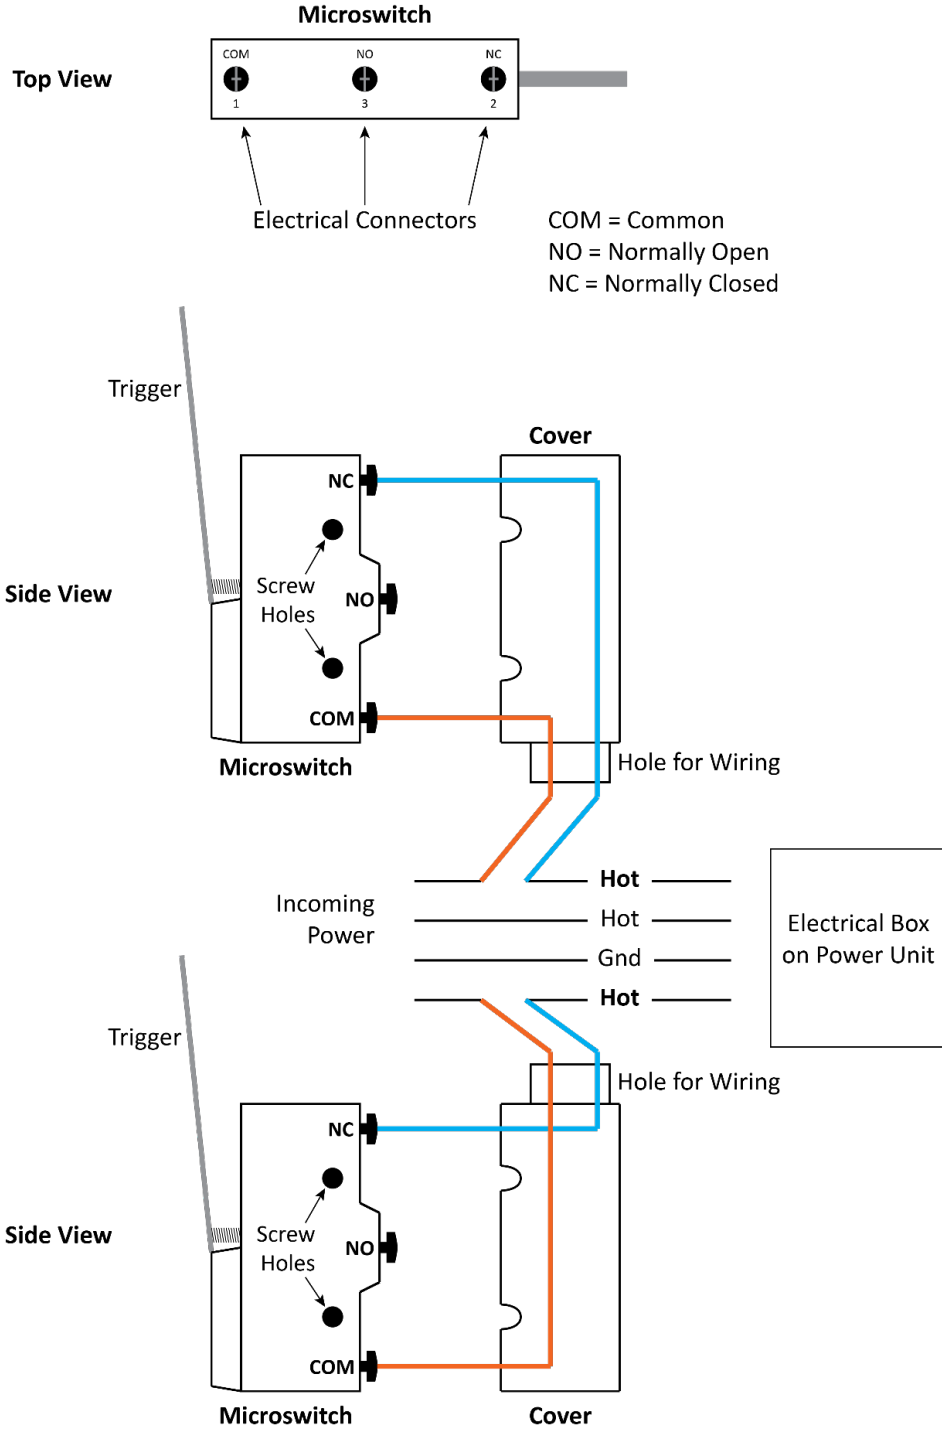 Microswitch
Top View
COM NO NC
1 3 2
Electrical Connectors
COM = Common
NO = Normally Open
NC = Normally Closed
Trigger
Cover
NC
Side View
Screw
Holes
NO
COM
Microswitch
Hole for Wiring
Incoming
Power
Hot
Hot
Gnd
Hot
Electrical Box
on Power Unit
Trigger
Hole for Wiring
NC
Side View
Screw
Holes
NO
COM
Microswitch
Cover